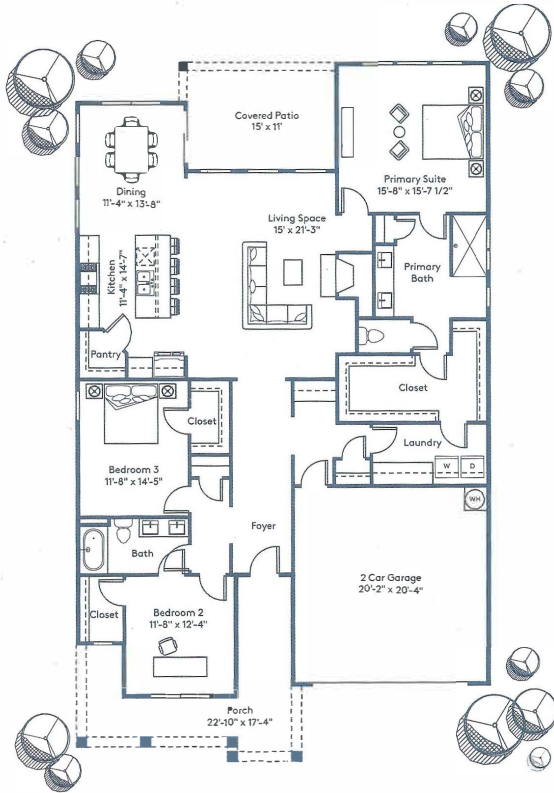 Covered Patio
15' x 11'
Primary Suite
15'-8" x 15'-7 1/2"
Dining
11'-4" x 13'-8"
Living Space
15' x 21'-3"
Kitchen
11'-4" x 14'-7"
Primary
Bath
Pantry
Closet
Closet
Laundry
W
D
Bedroom 3
11'-8" x 14'-5"
WH
Foyer
Bath
2 Car Garage
20'-2" x 20'-4"
Closet
Bedroom 2
11'-8" x 12'-4"
Porch
22'-10" x 17'-4"